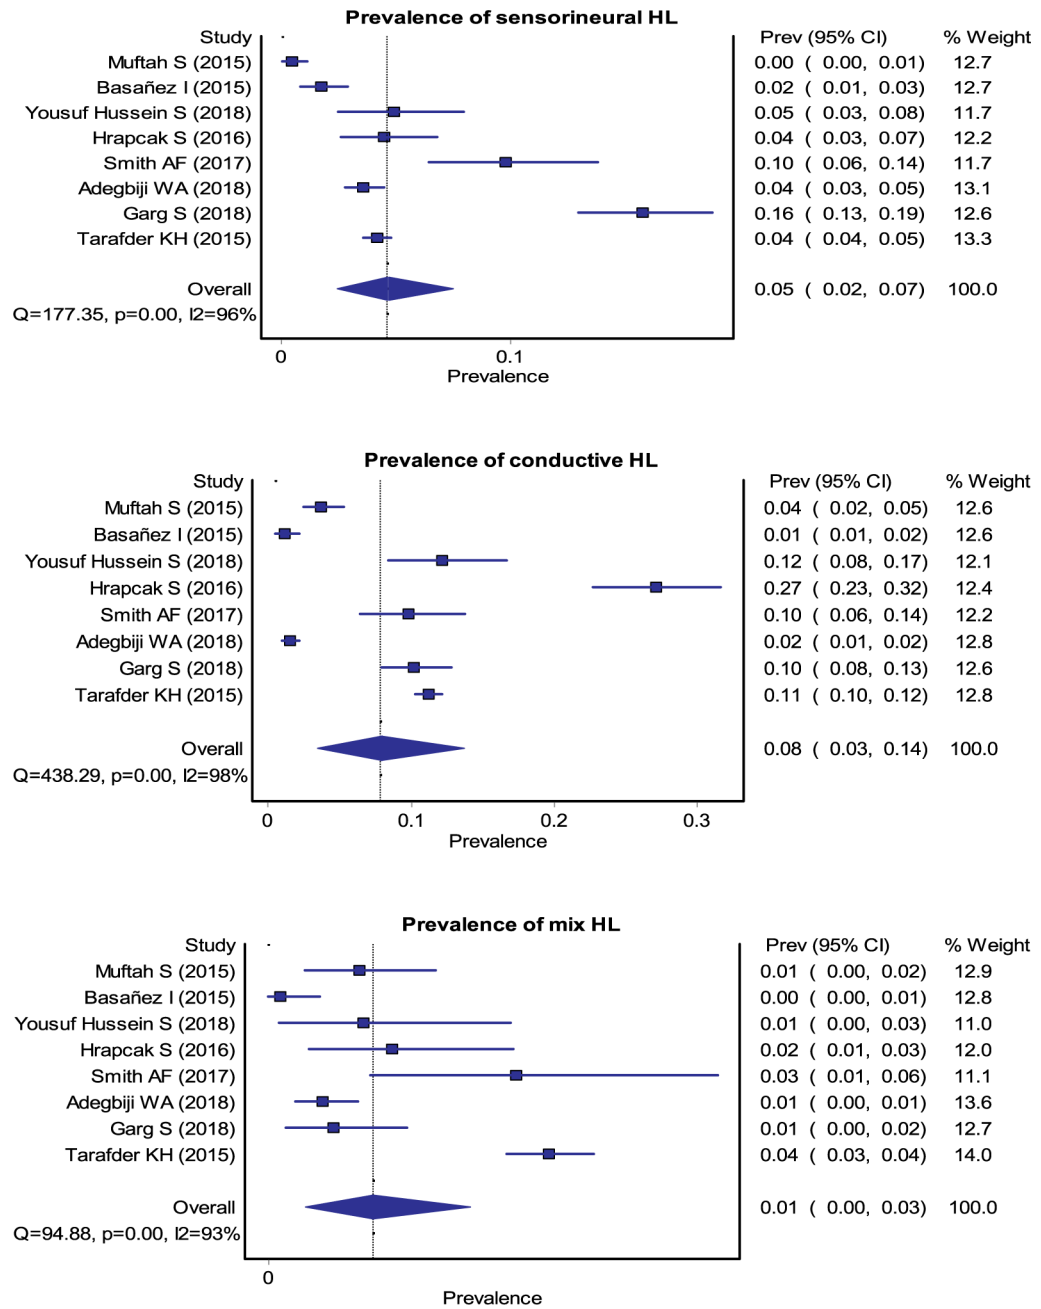 Prevalence of sensorineural HL
Study Prev (95% CI) % Weight
Muftah S (2015) 0.00 ( 0.00, 0.01) 12.7
Basañez I (2015) 0.02 ( 0.01, 0.03) 12.7
Yousuf Hussein S (2018) 0.05 ( 0.03, 0.08) 11.7
Hrapcak S (2016) 0.04 ( 0.03, 0.07) 12.2
Smith AF (2017) 0.10 ( 0.06, 0.14) 11.7
Adegbiji WA (2018) 0.04 ( 0.03, 0.05) 13.1
Garg S (2018) 0.16 ( 0.13, 0.19) 12.6
Tarafder KH (2015) 0.04 ( 0.04, 0.05) 13.3
Overall 0.05 ( 0.02, 0.07) 100.0
Q=177.35, p=0.00, I2=96%
0 0.1
Prevalence
Prevalence of conductive HL
Study Prev (95% CI) % Weight
Muftah S (2015) 0.04 ( 0.02, 0.05) 12.6
Basañez I (2015) 0.01 ( 0.01, 0.02) 12.6
Yousuf Hussein S (2018) 0.12 ( 0.08, 0.17) 12.1
Hrapcak S (2016) 0.27 ( 0.23, 0.32) 12.4
Smith AF (2017) 0.10 ( 0.06, 0.14) 12.2
Adegbiji WA (2018) 0.02 ( 0.01, 0.02) 12.8
Garg S (2018) 0.10 ( 0.08, 0.13) 12.6
Tarafder KH (2015) 0.11 ( 0.10, 0.12) 12.8
Overall 0.08 ( 0.03, 0.14) 100.0
Q=438.29, p=0.00, I2=98%
0 0.1 0.2 0.3
Prevalence
Prevalence of mix HL
Study Prev (95% CI) % Weight
Muftah S (2015) 0.01 ( 0.00, 0.02) 12.9
Basañez I (2015) 0.00 ( 0.00, 0.01) 12.8
Yousuf Hussein S (2018) 0.01 ( 0.00, 0.03) 11.0
Hrapcak S (2016) 0.02 ( 0.01, 0.03) 12.0
Smith AF (2017) 0.03 ( 0.01, 0.06) 11.1
Adegbiji WA (2018) 0.01 ( 0.00, 0.01) 13.6
Garg S (2018) 0.01 ( 0.00, 0.02) 12.7
Tarafder KH (2015) 0.04 ( 0.03, 0.04) 14.0
Overall 0.01 ( 0.00, 0.03) 100.0
Q=94.88, p=0.00, I2=93%
0
Prevalence